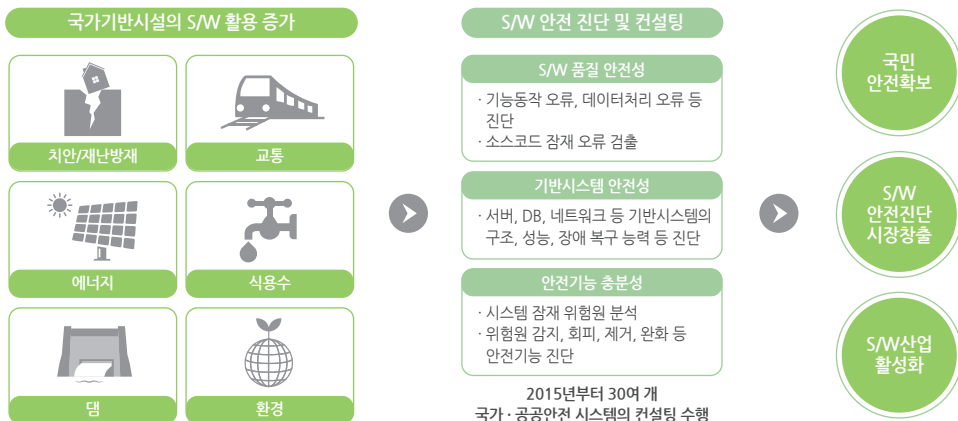 국가기반시설의 S/W 활용 증가
치안/재난방재
교통
에너지
식용수
댐
환경
S/W 안전 진단 및 컨설팅
S/W 품질 안전성
· 기능동작 오류, 데이터처리 오류 등
진단
· 소스코드 잠재 오류 검출
기반시스템 안전성
· 서버, DB, 네트워크 등 기반시스템의
구조, 성능, 장애 복구 능력 등 진단
안전기능 충분성
· 시스템 잠재 위험원 분석
· 위험원 감지, 회피, 제거, 완화 등
안전기능 진단
2015년부터 30여 개
국가 · 공공안전 시스템의 컨설팅 수행
국민
안전확보
S/W
안전진단
시장창출
S/W산업
활성화